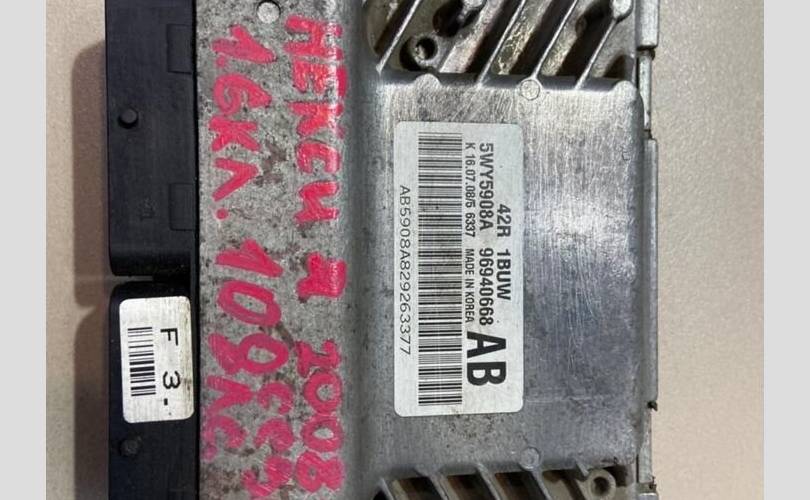 НЕКСИЯ 2008
1.6КЛ. 109ЛС.
42R 1BUW
5WY5908A 96940668
K 16.07.08/5 6337 MADE IN KOREA
AB
AB5908A829263377
F 3-